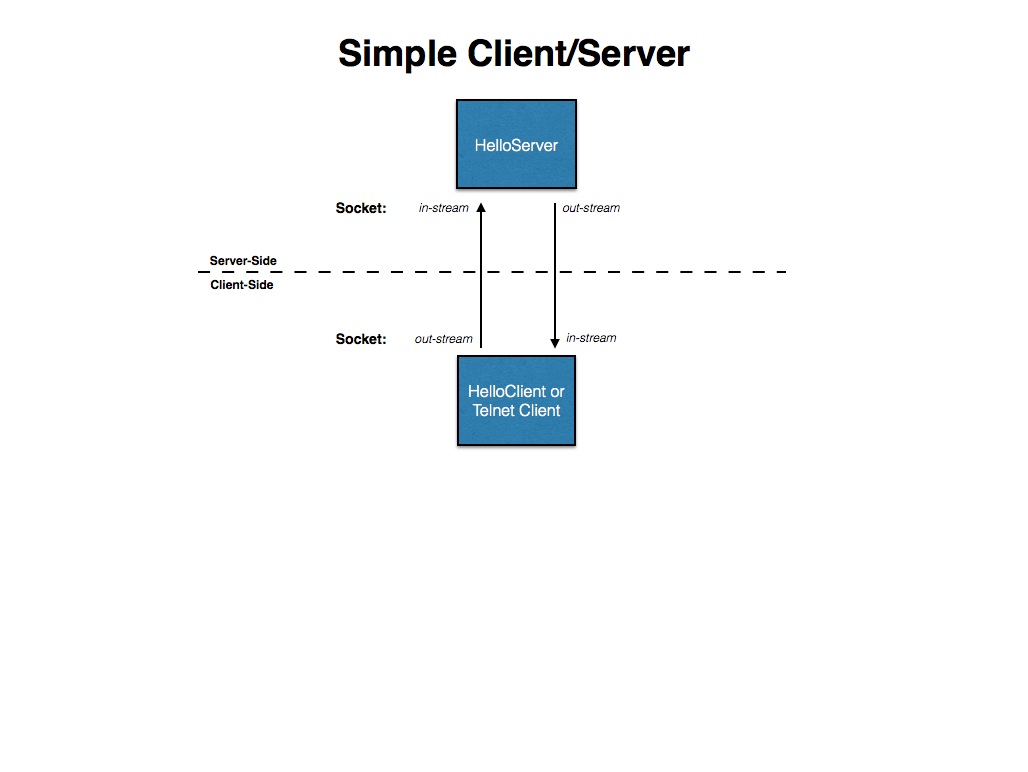 Simple Client/Server
HelloServer
Socket: in-stream out-stream
Server-Side
Client-Side
Socket: out-stream in-stream
HelloClient or
Telnet Client